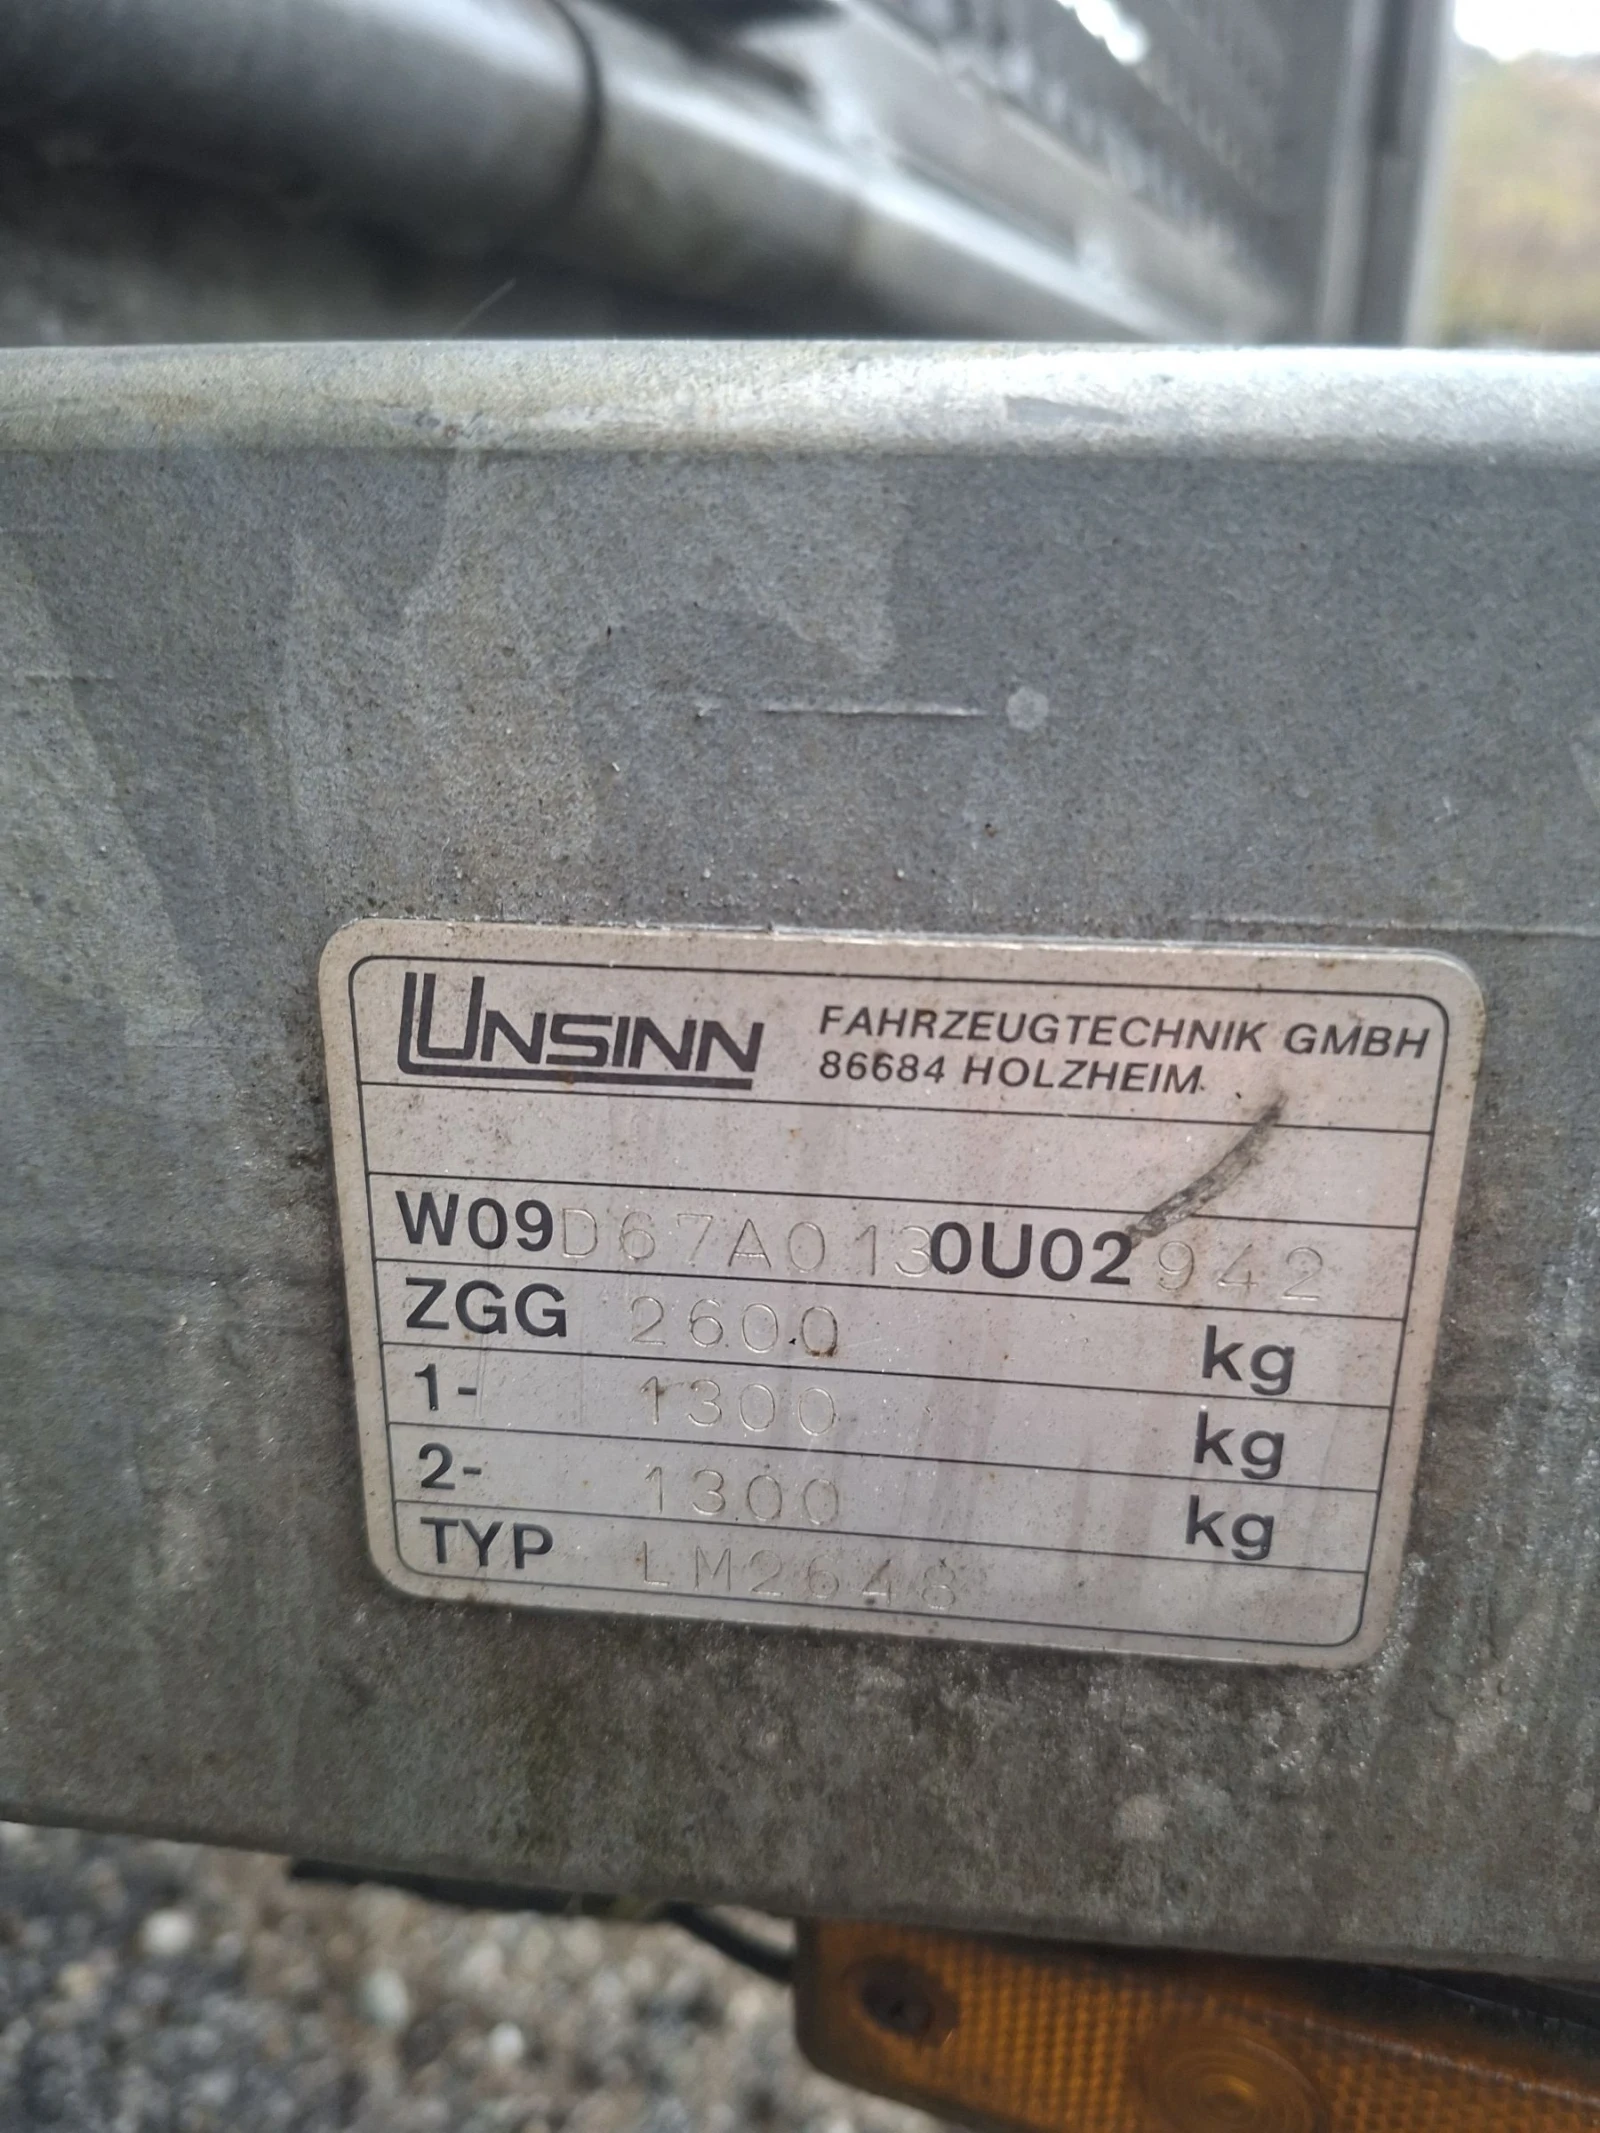 UNSINN FAHRZEUGTECHNIK GMBH
86684 HOLZHEIM
W09D67A0130U02942
ZGG 2600 kg
1- 1300 kg
2- 1300 kg
TYP LM2648